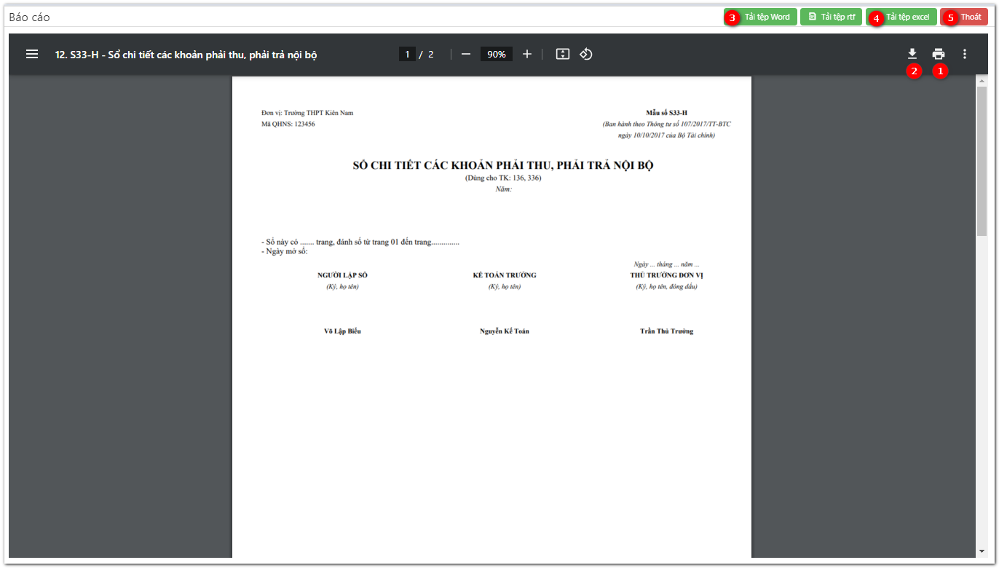 Báo cáo
3 Tải tệp Word Tải tệp rtf 4 Tải tệp excel 5 Thoát
12. S33-H - Sổ chi tiết các khoản phải thu, phải trả nội bộ 1 / 2 90%
2 1
Đơn vị: Trường THPT Kiên Nam
Mã QHNS: 123456
Mẫu số S33-H
(Ban hành theo Thông tư số 107/2017/TT-BTC
ngày 10/10/2017 của Bộ Tài chính)
SỔ CHI TIẾT CÁC KHOẢN PHẢI THU, PHẢI TRẢ NỘI BỘ
(Dùng cho TK: 136, 336)
Năm:
- Sổ này có ....... trang, đánh số từ trang 01 đến trang..............
- Ngày mở sổ:
Ngày ... tháng ... năm ...
NGƯỜI LẬP SỔ KẾ TOÁN TRƯỞNG THỦ TRƯỞNG ĐƠN VỊ
(Ký, họ tên) (Ký, họ tên) (Ký, họ tên, đóng dấu)
Võ Lập Biểu Nguyễn Kế Toán Trần Thủ Trưởng